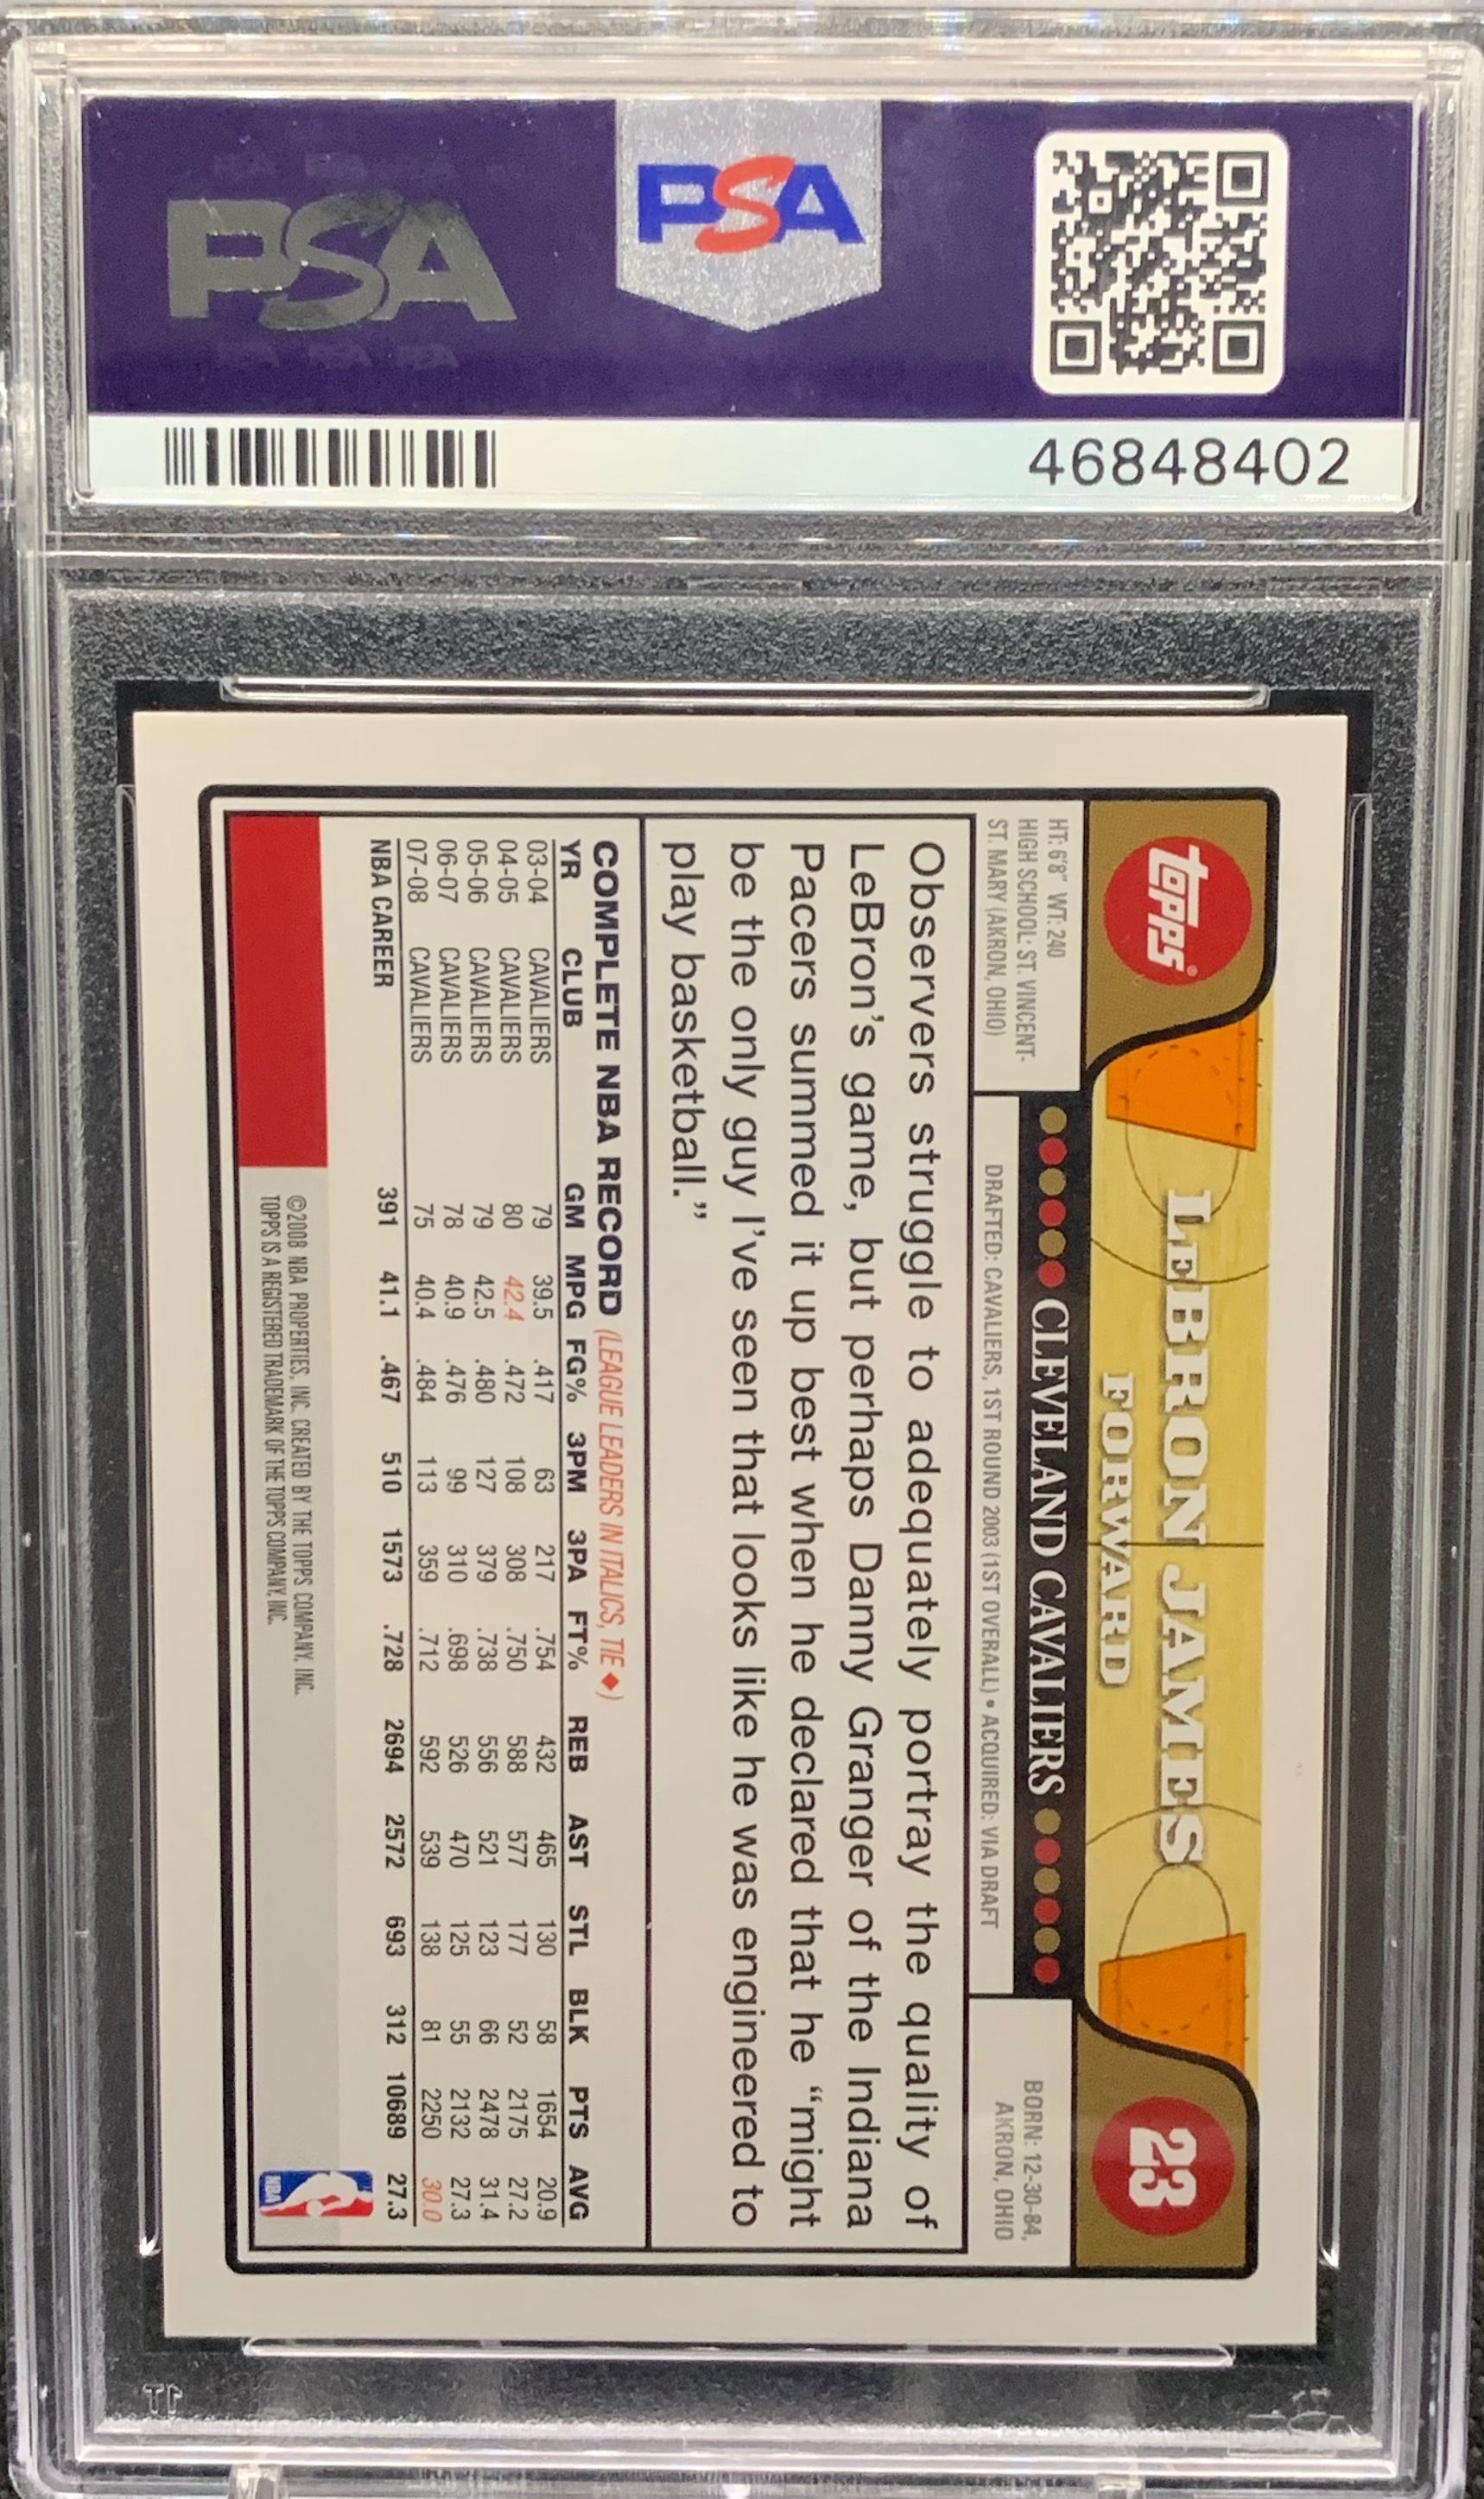 PSA
PSA
46848402
TOPPS®
LEBRON JAMES
FORWARD
23
CLEVELAND CAVALIERS
HT: 6'8" WT: 240
HIGH SCHOOL: ST. VINCENT-
ST. MARY (AKRON, OHIO)
DRAFTED: CAVALIERS, 1ST ROUND 2003 (1ST OVERALL) • ACQUIRED: VIA DRAFT
BORN: 12-30-84,
AKRON, OHIO
Observers struggle to adequately portray the quality of
LeBron's game, but perhaps Danny Granger of the Indiana
Pacers summed it up best when he declared that he “might
be the only guy I've seen that looks like he was engineered to
play basketball.”
COMPLETE NBA RECORD (LEAGUE LEADERS IN ITALICS, TIE ♦)
YR CLUB GM MPG FG% 3PM 3PA FT% REB AST STL BLK PTS AVG
03-04 CAVALIERS 79 39.5 .417 63 217 .754 432 465 130 58 1654 20.9
04-05 CAVALIERS 80 42.4 .472 108 308 .750 588 577 177 52 2175 27.2
05-06 CAVALIERS 79 42.5 .480 127 379 .738 556 521 123 66 2478 31.4
06-07 CAVALIERS 78 40.9 .476 99 310 .698 526 470 125 55 2132 27.3
07-08 CAVALIERS 75 40.4 .484 113 359 .712 592 539 138 81 2250 30.0
NBA CAREER 391 41.1 .467 510 1573 .728 2694 2572 693 312 10689 27.3
©2008 NBA PROPERTIES, INC. CREATED BY THE TOPPS COMPANY, INC.
TOPPS IS A REGISTERED TRADEMARK OF THE TOPPS COMPANY, INC.
NBA